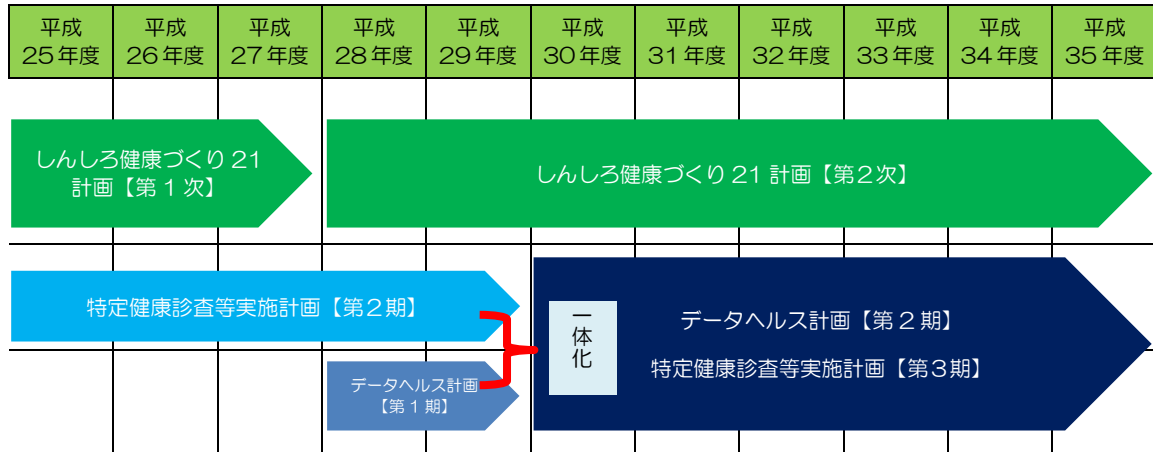 平成
25年度
平成
26年度
平成
27年度
平成
28年度
平成
29年度
平成
30年度
平成
31年度
平成
32年度
平成
33年度
平成
34年度
平成
35年度
しんしろ健康づくり21
計画【第1次】
しんしろ健康づくり21計画【第2次】
特定健康診査等実施計画【第2期】
データヘルス計画
【第1期】
一体化
データヘルス計画【第2期】
特定健康診査等実施計画【第3期】